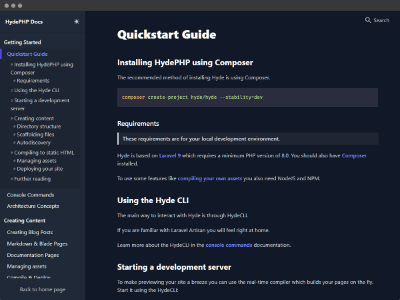 HydePHP Docs
Search
Getting Started
Quickstart Guide
Installing HydePHP using
Composer
Requirements
Using the Hyde CLI
Starting a development
server
Creating content
Directory structure
Scaffolding files
Autodiscovery
Compiling to static HTML
Managing assets
Deploying your site
Further reading
Console Commands
Architecture Concepts
Creating Content
Creating Blog Posts
Markdown & Blade Pages
Documentation Pages
Managing assets
Compile & Deploy
Back to home page
Quickstart Guide
Installing HydePHP using Composer
The recommended method of installing Hyde is using Composer.
composer create-project hyde/hyde --stability=dev
Requirements
These requirements are for your local development environment.
Hyde is based on Laravel 9 which requires a minimum PHP version of 8.0. You should also have Composer
installed.
To use some features like compiling your own assets you also need NodeJS and NPM.
Using the Hyde CLI
The main way to interact with Hyde is through HydeCLI.
If you are familiar with Laravel Artisan you will feel right at home.
Learn more about the HydeCLI in the console commands documentation.
Starting a development server
To make previewing your site a breeze you can use the real-time compiler which builds your pages on the fly.
Start it using the HydeCLI: